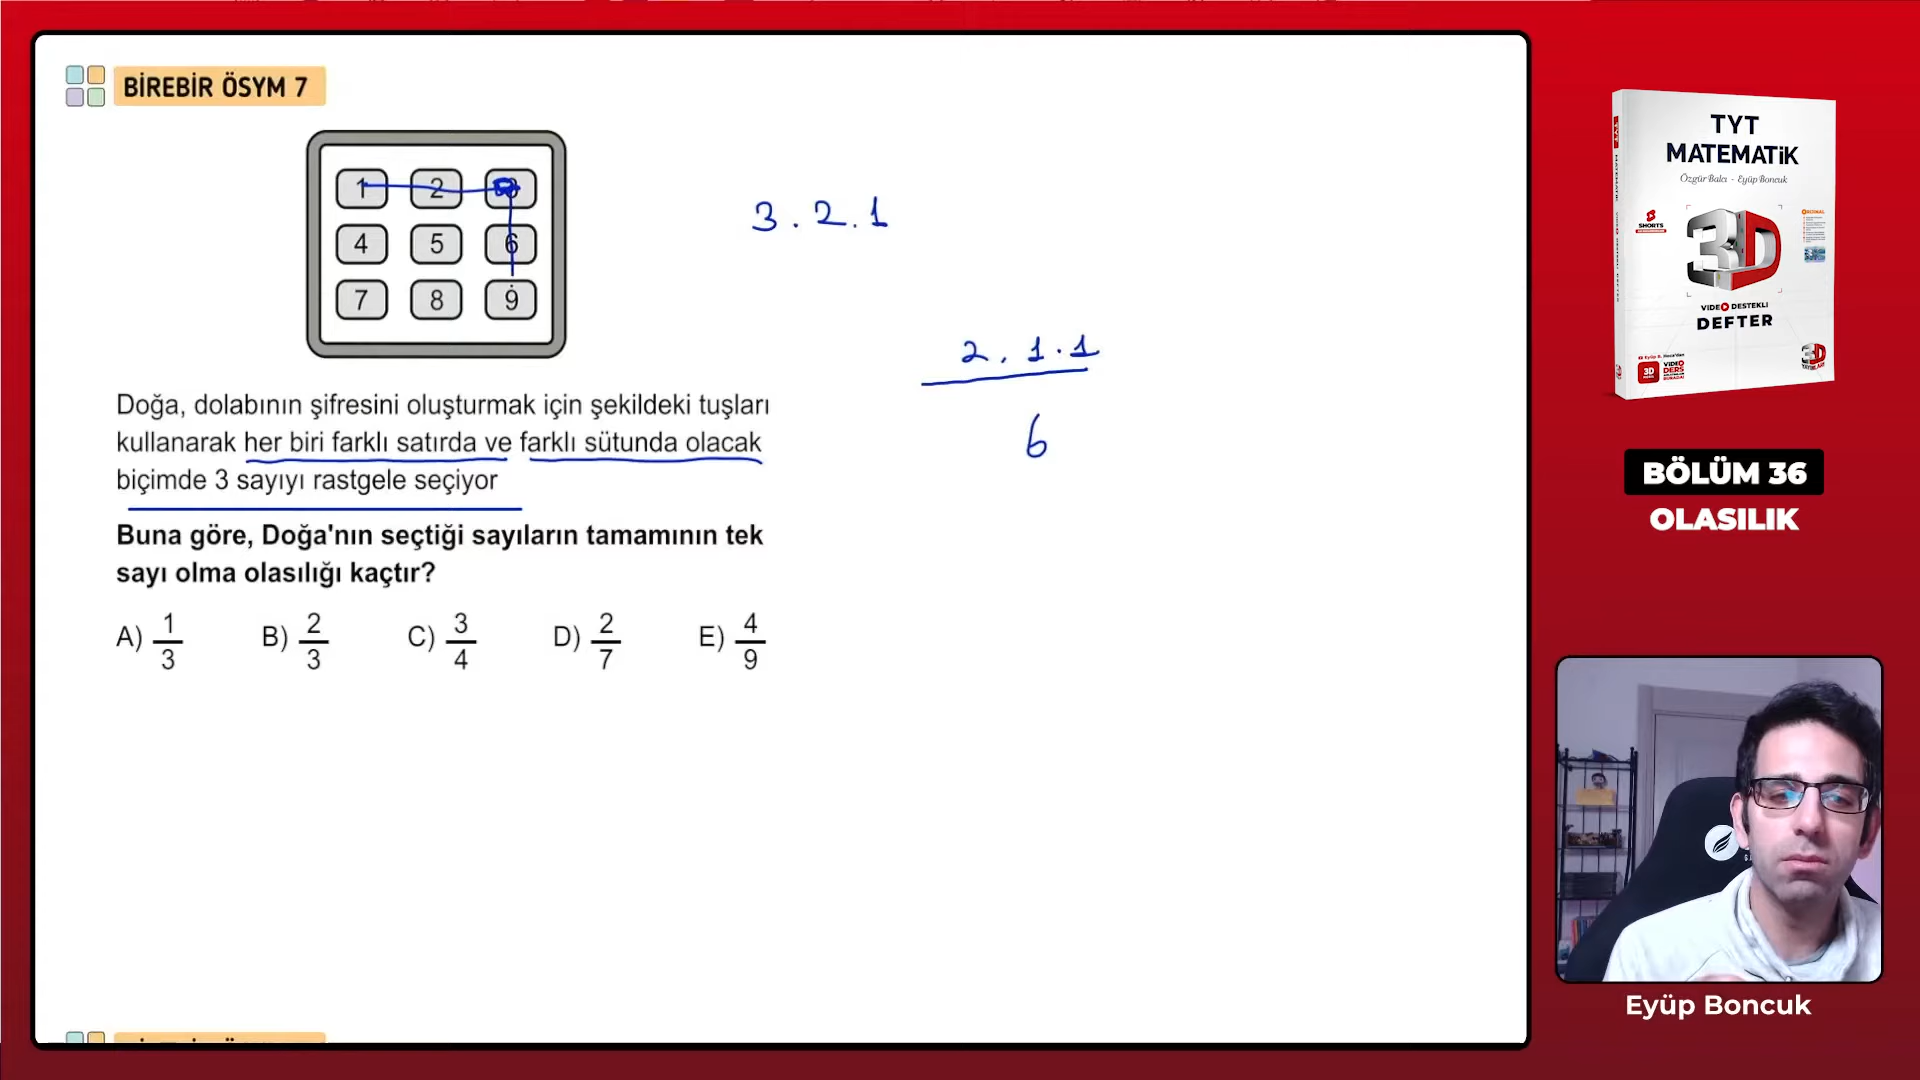 BİREBİR ÖSYM 7
1 2 3
4 5 6
7 8 9
3 . 2 . 1
2 . 1 . 1
6
Doğa, dolabının şifresini oluşturmak için şekildeki tuşları
kullanarak her biri farklı satırda ve farklı sütunda olacak
biçimde 3 sayıyı rastgele seçiyor
Buna göre, Doğa'nın seçtiği sayıların tamamının tek
sayı olma olasılığı kaçtır?
A) 1/3 B) 2/3 C) 3/4 D) 2/7 E) 4/9
TYT
MATEMATİK
Özgür Balcı - Eyüp Boncuk
SHORTS
3D
VİDEO DESTEKLİ
DEFTER
BÖLÜM 36
OLASILIK
Eyüp Boncuk